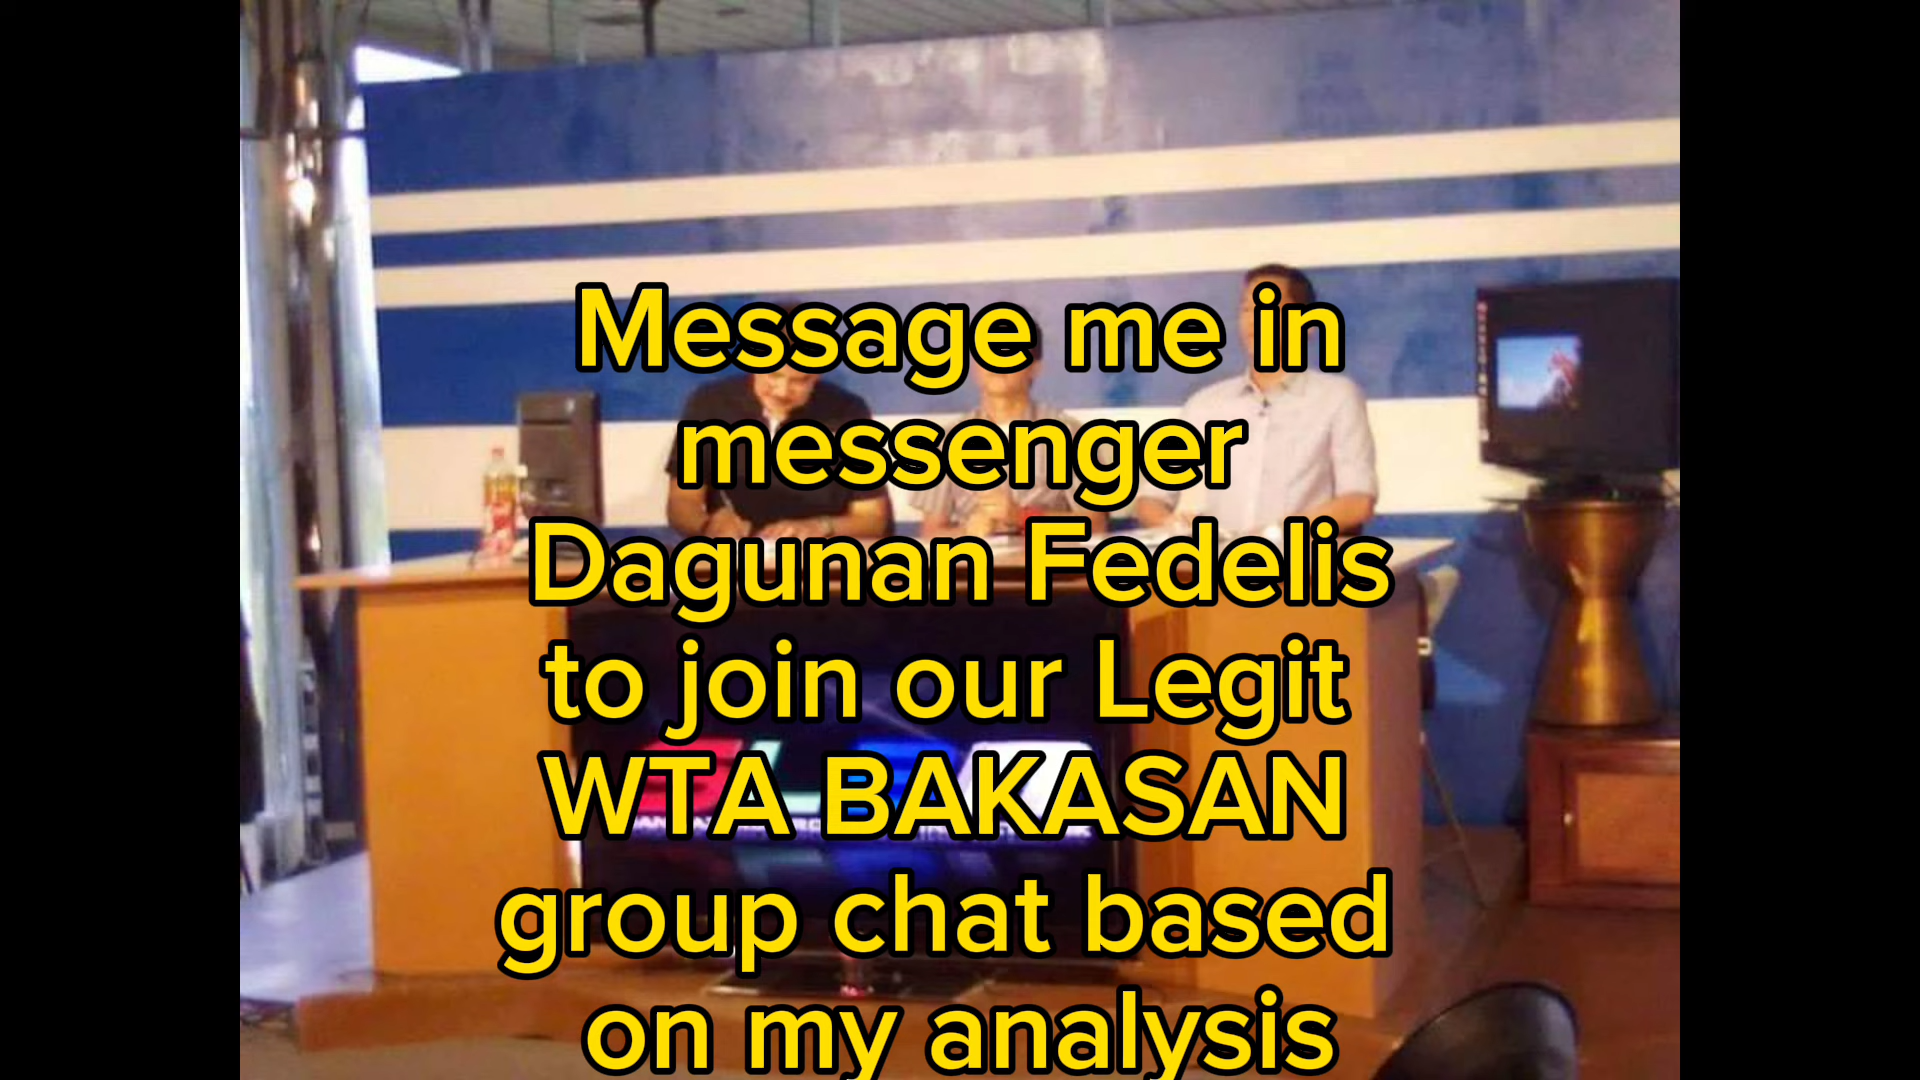 Message me in
messenger
Dagunan Fedelis
to join our Legit
WTA BAKASAN
group chat based
on my analysis